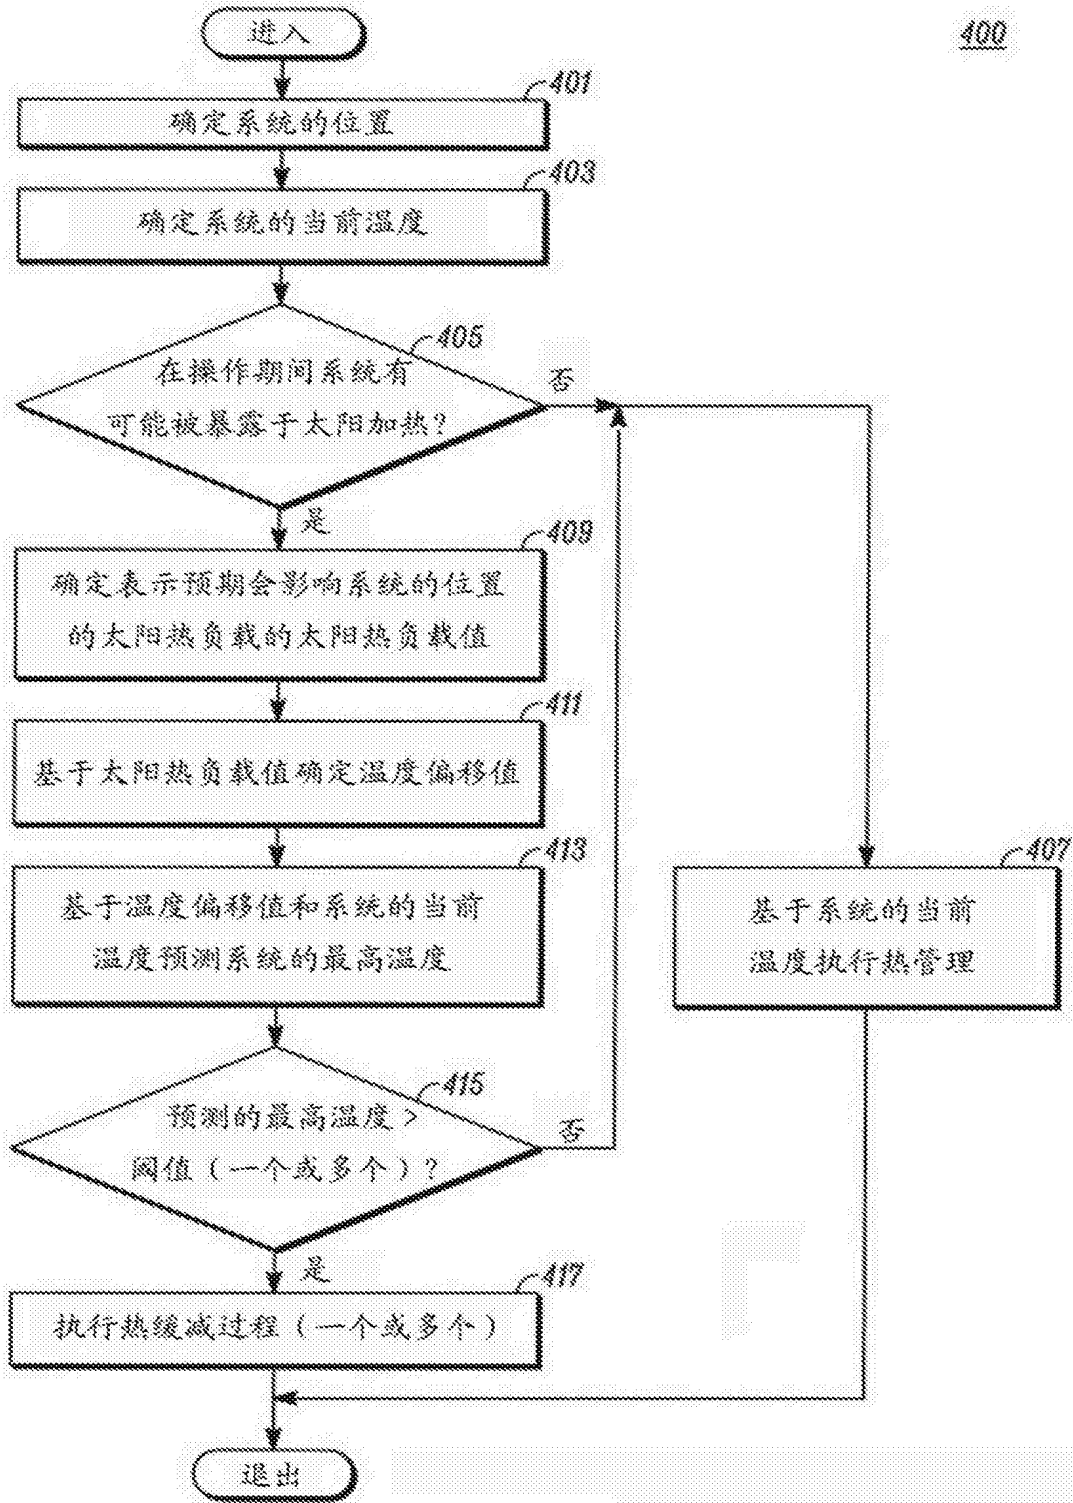 进入
400
401
确定系统的位置
403
确定系统的当前温度
405
在操作期间系统有
可能被暴露于太阳加热?
否
是
409
确定表示预期会影响系统的位置
的太阳热负载的太阳热负载值
411
基于太阳热负载值确定温度偏移值
413
基于温度偏移值和系统的当前
温度预测系统的最高温度
407
基于系统的当前
温度执行热管理
415
预测的最高温度>
阈值(一个或多个)?
否
是
417
执行热缓减过程(一个或多个)
退出